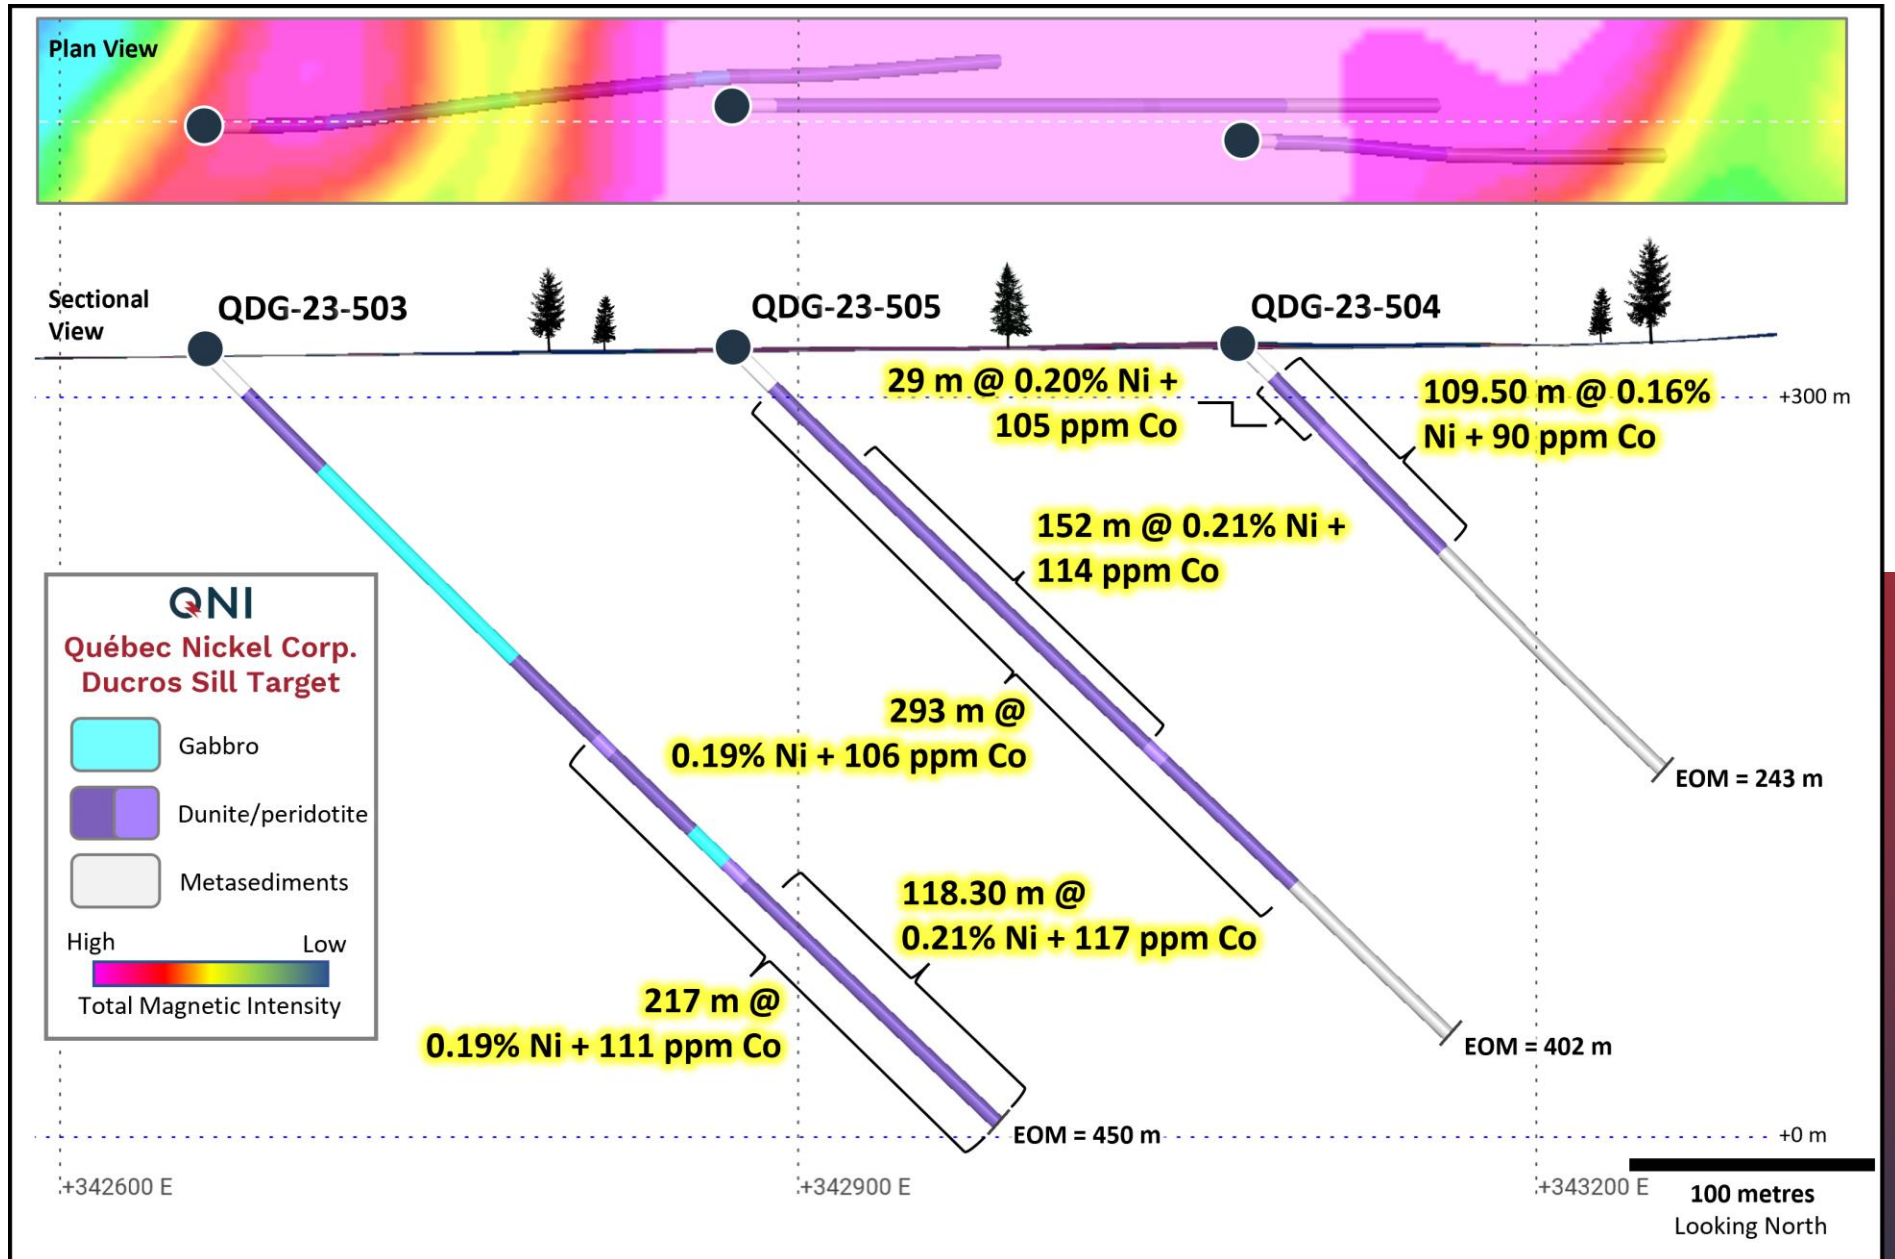 Plan View
Sectional
View
QDG-23-503
QDG-23-505
QDG-23-504
29 m @ 0.20% Ni +
105 ppm Co
109.50 m @ 0.16%
Ni + 90 ppm Co
+300 m
152 m @ 0.21% Ni +
114 ppm Co
293 m @
0.19% Ni + 106 ppm Co
EOM = 243 m
118.30 m @
0.21% Ni + 117 ppm Co
217 m @
0.19% Ni + 111 ppm Co
EOM = 402 m
EOM = 450 m
+0 m
QNI
Québec Nickel Corp.
Ducros Sill Target
Gabbro
Dunite/peridotite
Metasediments
High
Low
Total Magnetic Intensity
+342600 E
+342900 E
+343200 E
100 metres
Looking North